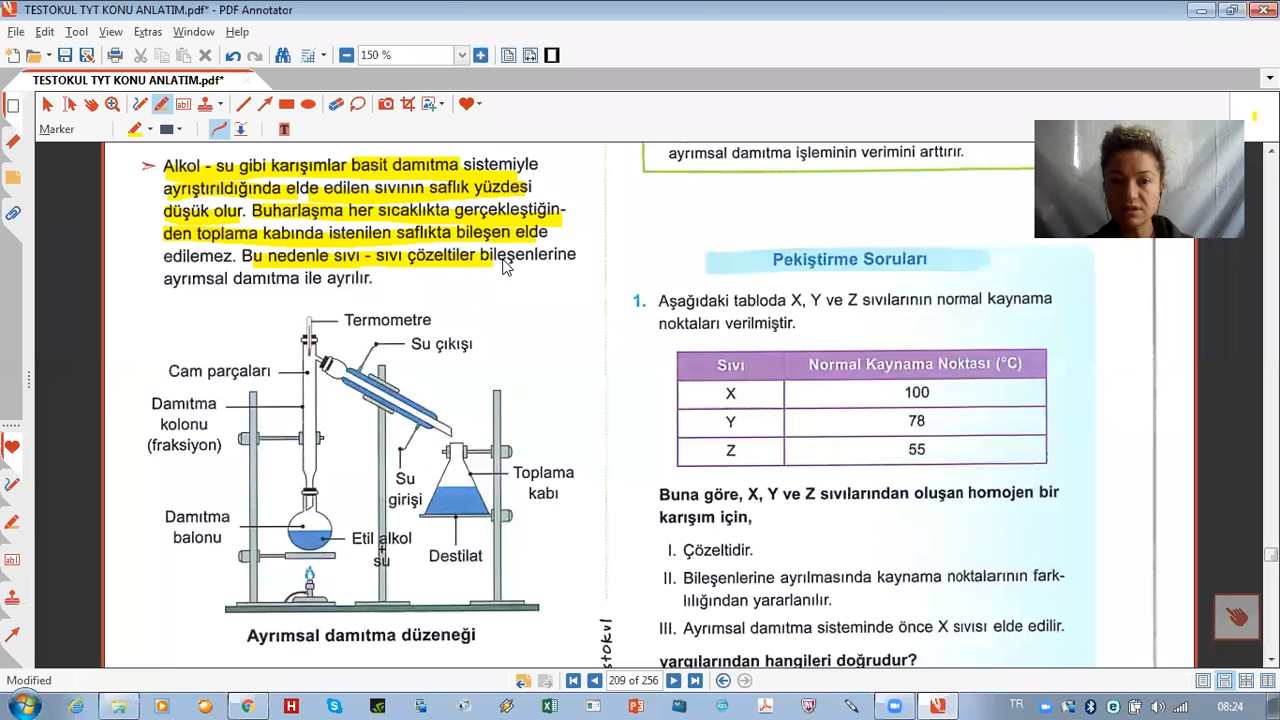 TESTOKUL TYT KONU ANLATIM.pdf* - PDF Annotator
File Edit Tool View Extras Window Help
150 %
TESTOKUL TYT KONU ANLATIM.pdf*
Marker
➢ Alkol - su gibi karışımlar basit damıtma sistemiyle
ayrıştırıldığında elde edilen sıvının saflık yüzdesi
düşük olur. Buharlaşma her sıcaklıkta gerçekleştiğin-
den toplama kabında istenilen saflıkta bileşen elde
edilemez. Bu nedenle sıvı - sıvı çözeltiler bileşenlerine
ayrımsal damıtma ile ayrılır.
Termometre
Su çıkışı
Cam parçaları
Damıtma
kolonu
(fraksiyon)
Su
girişi
Toplama
kabı
Damıtma
balonu
Etil alkol
+
su
Destilat
Ayrımsal damıtma düzeneği
ayrımsal damıtma işleminin verimini arttırır.
Pekiştirme Soruları
1. Aşağıdaki tabloda X, Y ve Z sıvılarının normal kaynama
noktaları verilmiştir.
Sıvı Normal Kaynama Noktası (°C)
X 100
Y 78
Z 55
Buna göre, X, Y ve Z sıvılarından oluşan homojen bir
karışım için,
I. Çözeltidir.
II. Bileşenlerine ayrılmasında kaynama noktalarının fark-
lılığından yararlanılır.
III. Ayrımsal damıtma sisteminde önce X sıvısı elde edilir.
yargılarından hangileri doğrudur?
stokul
Modified
209 of 256
TR
08:24